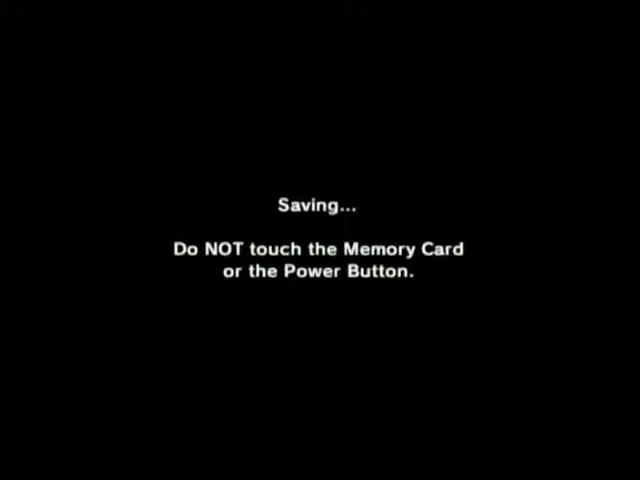 Saving...
Do NOT touch the Memory Card
or the Power Button.